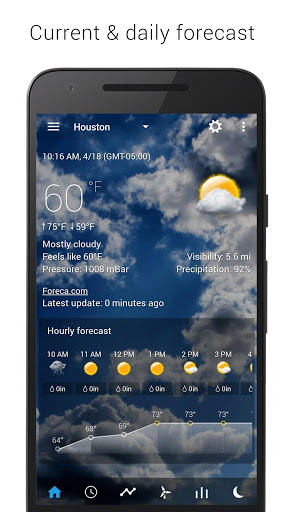 Current & daily forecast
Houston
10:16 AM, 4/18 (GMT-05:00)
60°F
↑75°F ↓59°F
Mostly cloudy
Feels like 60°F
Visibility: 5.6 mi
Pressure: 1008 mBar
Precipitation: 92%
Foreca.com
Latest update: 0 minutes ago
Hourly forecast
10 AM 11 AM 12 PM 1 PM 2 PM 3 PM
0in 0in 0in 0in 0in 0in
64° 68° 69° 73° 73° 73°